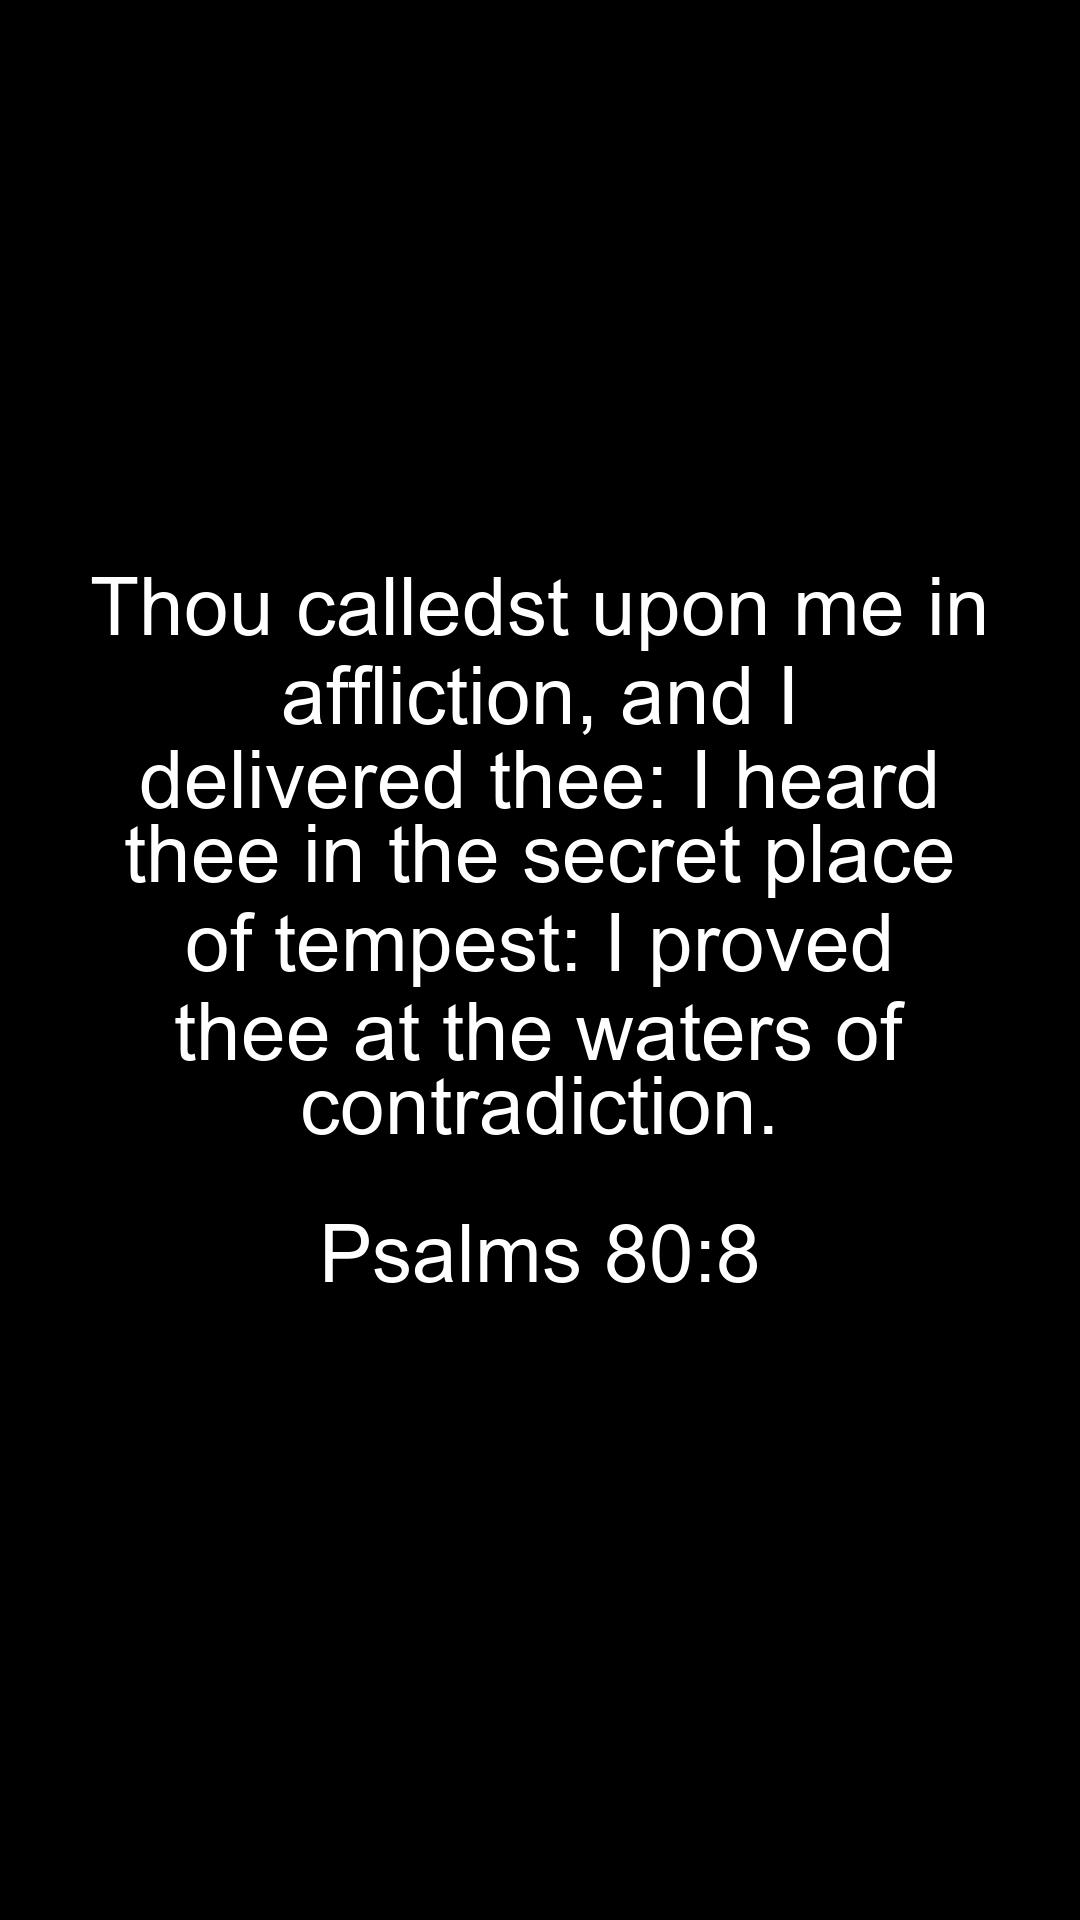 Thou calledst upon me in
affliction, and I
delivered thee: I heard
thee in the secret place
of tempest: I proved
thee at the waters of
contradiction.
Psalms 80:8